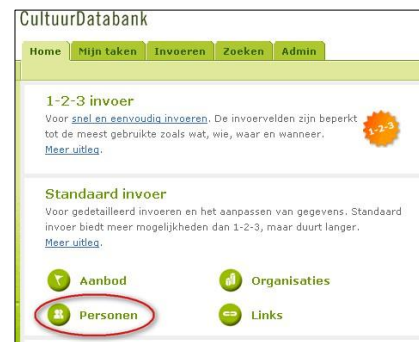 CultuurDatabank
Home Mijn taken Invoeren Zoeken Admin
1-2-3 invoer
Voor snel en eenvoudig invoeren. De invoervelden zijn beperkt
tot de meest gebruikte zoals wat, wie, waar en wanneer.
Meer uitleg.
1-2-3
Standaard invoer
Voor gedetailleerd invoeren en het aanpassen van gegevens. Standaard
invoer biedt meer mogelijkheden dan 1-2-3, maar duurt langer.
Meer uitleg.
Aanbod Organisaties
Personen Links